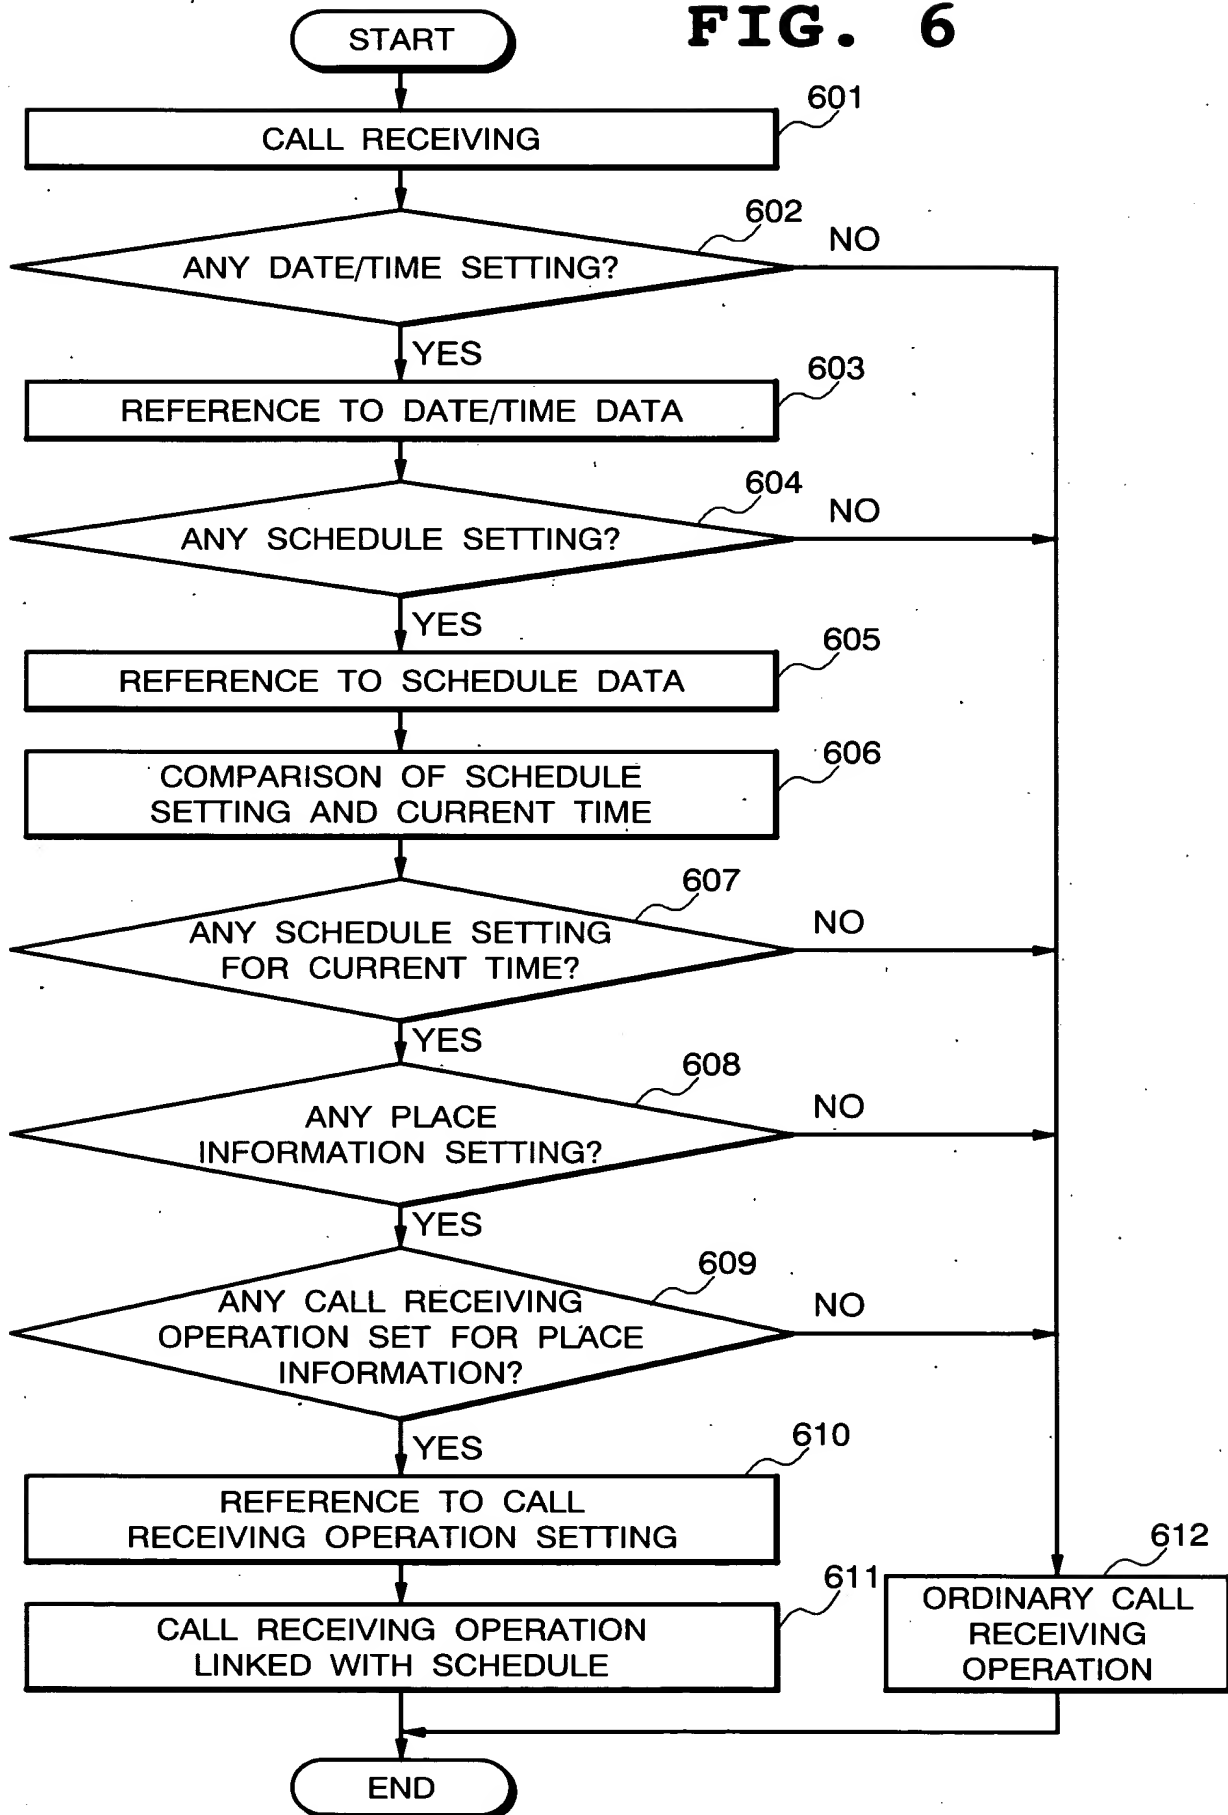 FIG. 6
START
601
CALL RECEIVING
602
NO
ANY DATE/TIME SETTING?
YES
603
REFERENCE TO DATE/TIME DATA
604
NO
ANY SCHEDULE SETTING?
YES
605
REFERENCE TO SCHEDULE DATA
606
COMPARISON OF SCHEDULE
SETTING AND CURRENT TIME
607
NO
ANY SCHEDULE SETTING
FOR CURRENT TIME?
YES
608
NO
ANY PLACE
INFORMATION SETTING?
YES
609
NO
ANY CALL RECEIVING
OPERATION SET FOR PLACE
INFORMATION?
YES
610
REFERENCE TO CALL
RECEIVING OPERATION SETTING
611
CALL RECEIVING OPERATION
LINKED WITH SCHEDULE
612
ORDINARY CALL
RECEIVING
OPERATION
END